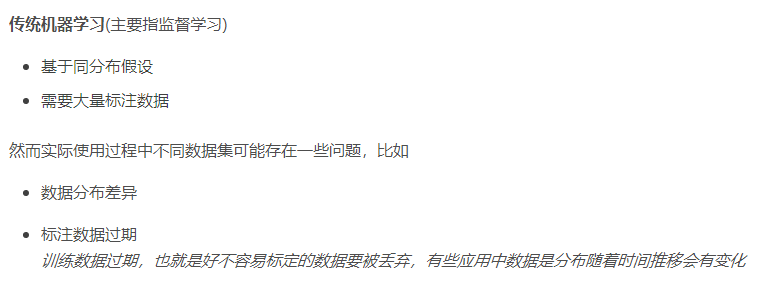 传统机器学习(主要指监督学习)
基于同分布假设
需要大量标注数据
然而实际使用过程中不同数据集可能存在一些问题，比如
数据分布差异
标注数据过期
训练数据过期，也就是好不容易标定的数据要被丢弃，有些应用中数据是分布随着时间推移会有变化